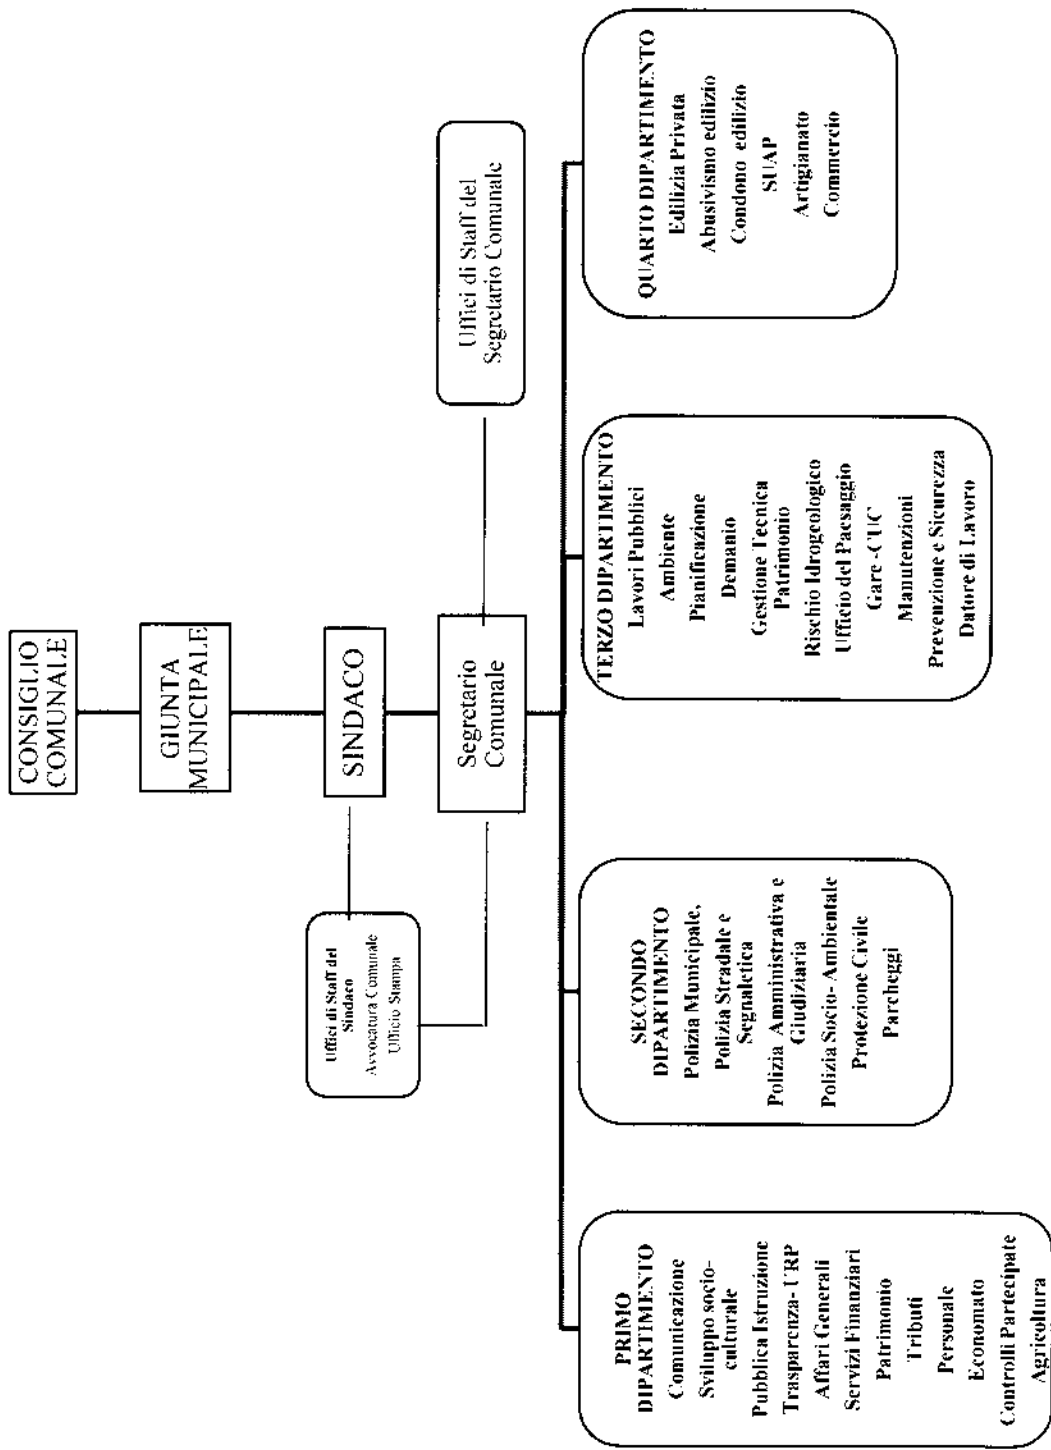 CONSIGLIO
COMUNALE
GIUNTA
MUNICIPALE
SINDACO
Uffici di Staff del
Sindaco
Avvocatura Comunale
Ufficio Stampa
Segretario
Comunale
Uffici di Staff del
Segretario Comunale
PRIMO
DIPARTIMENTO
Comunicazione
Sviluppo socio-
culturale
Pubblica Istruzione
Trasparenza- URP
Affari Generali
Servizi Finanziari
Patrimonio
Tributi
Personale
Economato
Controlli Partecipate
Agricoltura
SECONDO
DIPARTIMENTO
Polizia Municipale,
Polizia Stradale e
Segnaletica
Polizia Amministrativa e
Giudiziaria
Polizia Socio- Ambientale
Protezione Civile
Parcheggi
TERZO DIPARTIMENTO
Lavori Pubblici
Ambiente
Pianificazione
Demanio
Gestione Tecnica
Patrimonio
Rischio Idrogeologico
Ufficio del Paesaggio
Gare -CUC
Manutenzioni
Prevenzione e Sicurezza
Datore di Lavoro
QUARTO DIPARTIMENTO
Edilizia Privata
Abusivismo edilizio
Condono edilizio
SUAP
Artigianato
Commercio